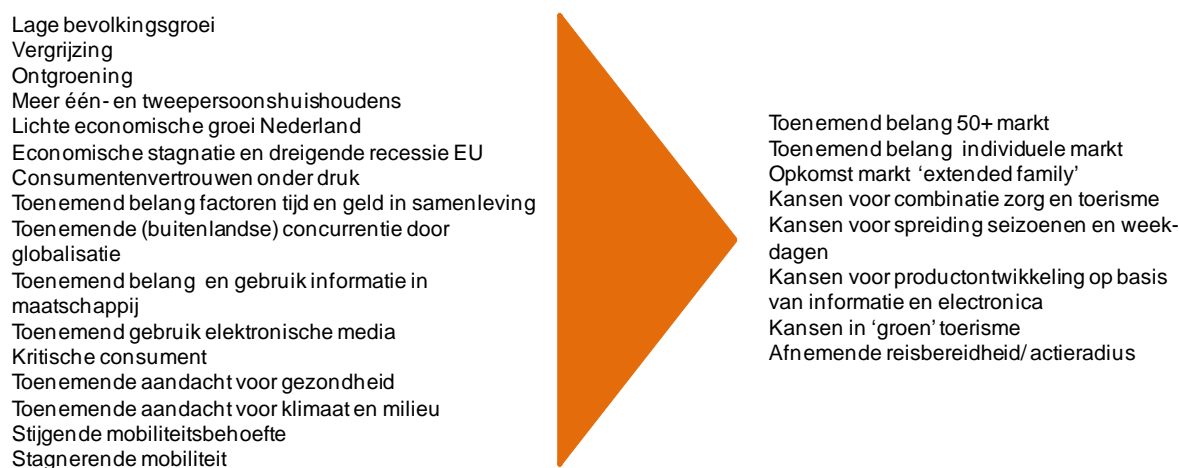 Lage bevolkingsgroei
Vergrijzing
Ontgroening
Meer één- en tweepersoonshuishoudens
Lichte economische groei Nederland
Economische stagnatie en dreigende recessie EU
Consumentenvertrouwen onder druk
Toenemend belang factoren tijd en geld in samenleving
Toenemende (buitenlandse) concurrentie door
globalisatie
Toenemend belang en gebruik informatie in
maatschappij
Toenemend gebruik elektronische media
Kritische consument
Toenemende aandacht voor gezondheid
Toenemende aandacht voor klimaat en milieu
Stijgende mobiliteitsbehoefte
Stagnerende mobiliteit
Toenemend belang 50+ markt
Toenemend belang individuele markt
Opkomst markt ‘extended family’
Kansen voor combinatie zorg en toerisme
Kansen voor spreiding seizoenen en week-
dagen
Kansen voor productontwikkeling op basis
van informatie en electronica
Kansen in ‘groen’ toerisme
Afnemende reisbereidheid/ actieradius